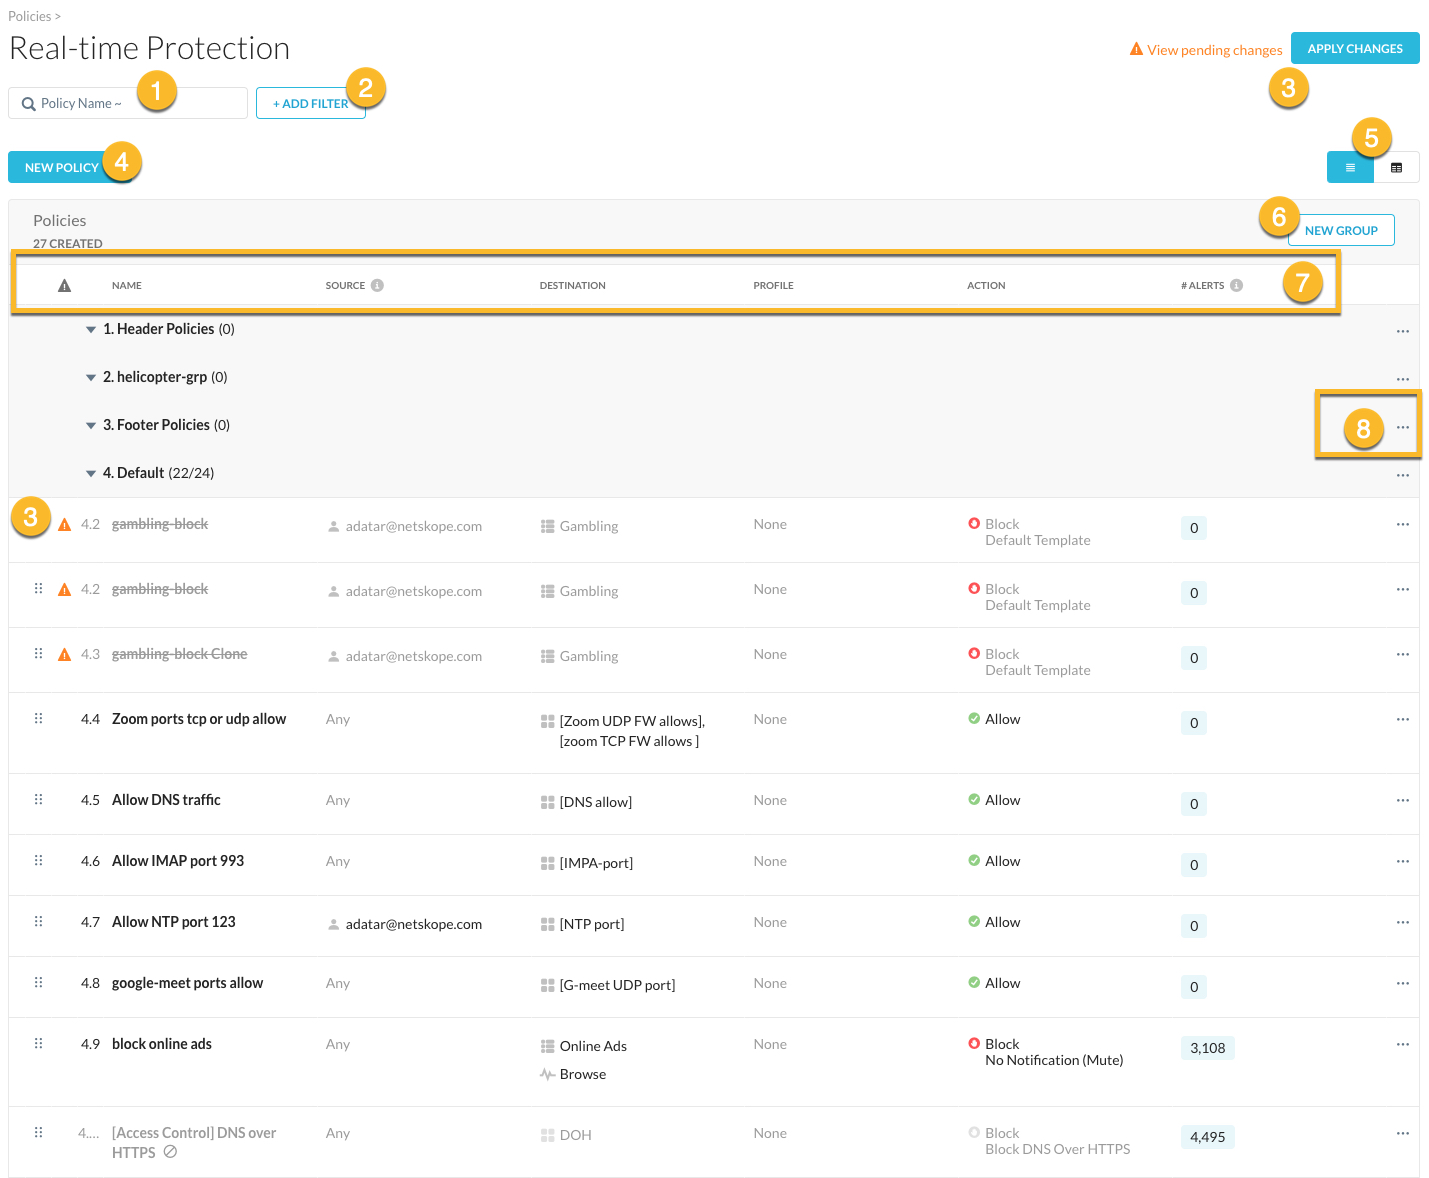 Policies >
Real-time Protection
View pending changes
APPLY CHANGES
3
Policy Name ~
1
+ ADD FILTER
2
NEW POLICY
4
5
Policies
27 CREATED
6
NEW GROUP
NAME
SOURCE
DESTINATION
PROFILE
ACTION
# ALERTS
7
1. Header Policies (0)
...
2. helicopter-grp (0)
...
3. Footer Policies (0)
8
...
4. Default (22/24)
...
3
4.2 gambling-block adatar@netskope.com Gambling None Block 0 ...
Default Template
4.2 gambling-block adatar@netskope.com Gambling None Block 0 ...
Default Template
4.3 gambling-block Clone adatar@netskope.com Gambling None Block 0 ...
Default Template
4.4 Zoom ports tcp or udp allow Any [Zoom UDP FW allows], None Allow 0 ...
[zoom TCP FW allows ]
4.5 Allow DNS traffic Any [DNS allow] None Allow 0 ...
4.6 Allow IMAP port 993 Any [IMPA-port] None Allow 0 ...
4.7 Allow NTP port 123 adatar@netskope.com [NTP port] None Allow 0 ...
4.8 google-meet ports allow Any [G-meet UDP port] None Allow 0 ...
4.9 block online ads Any Online Ads None Block 3,108 ...
No Notification (Mute)
Browse
4.... [Access Control] DNS over Any DOH None Block 4,495 ...
HTTPS Block DNS Over HTTPS